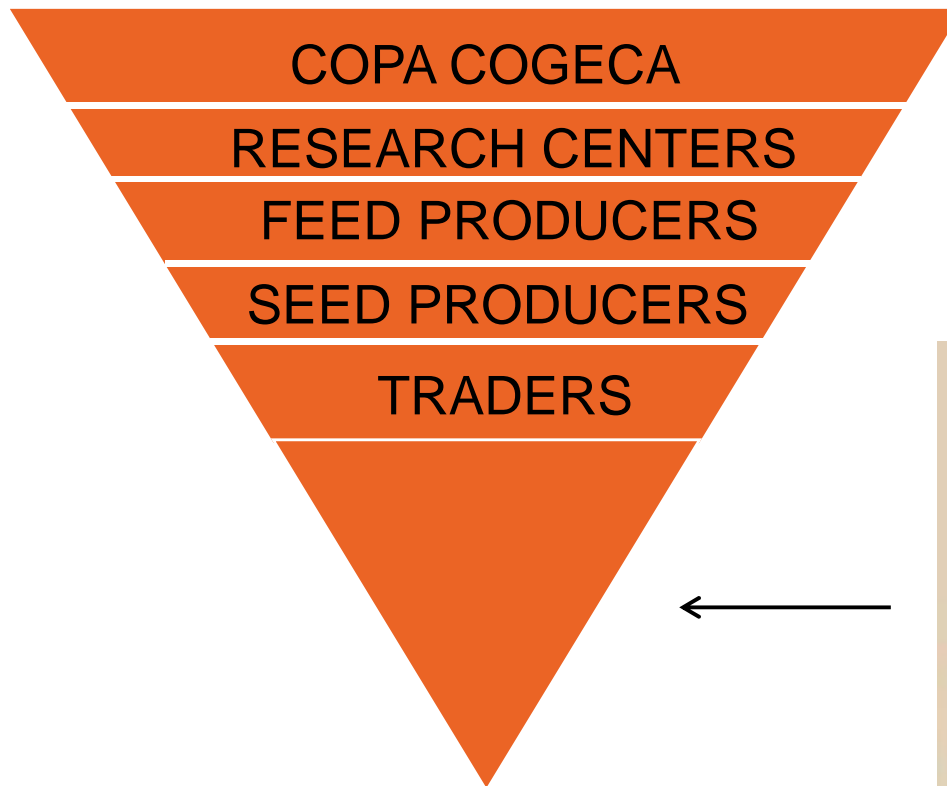 COPA COGECA
RESEARCH CENTERS
FEED PRODUCERS
SEED PRODUCERS
TRADERS